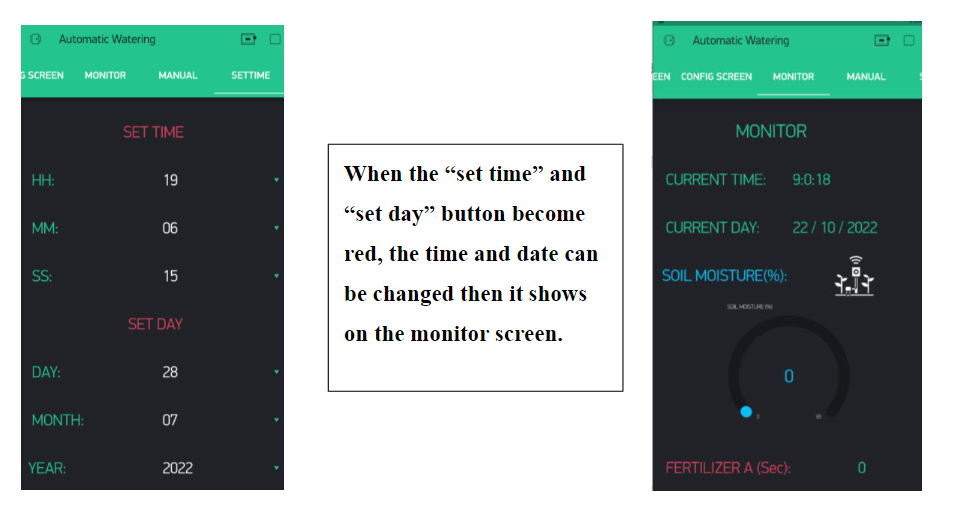 Automatic Watering
G SCREEN MONITOR MANUAL SETTIME
SET TIME
HH: 19
MM: 06
SS: 15
SET DAY
DAY: 28
MONTH: 07
YEAR: 2022
When the “set time” and
“set day” button become
red, the time and date can
be changed then it shows
on the monitor screen.
Automatic Watering
EEN CONFIG SCREEN MONITOR MANUAL
MONITOR
CURRENT TIME: 9:0:18
CURRENT DAY: 22 / 10 / 2022
SOIL MOISTURE(%):
SOIL MOISTURE (%)
0
FERTILIZER A (Sec): 0